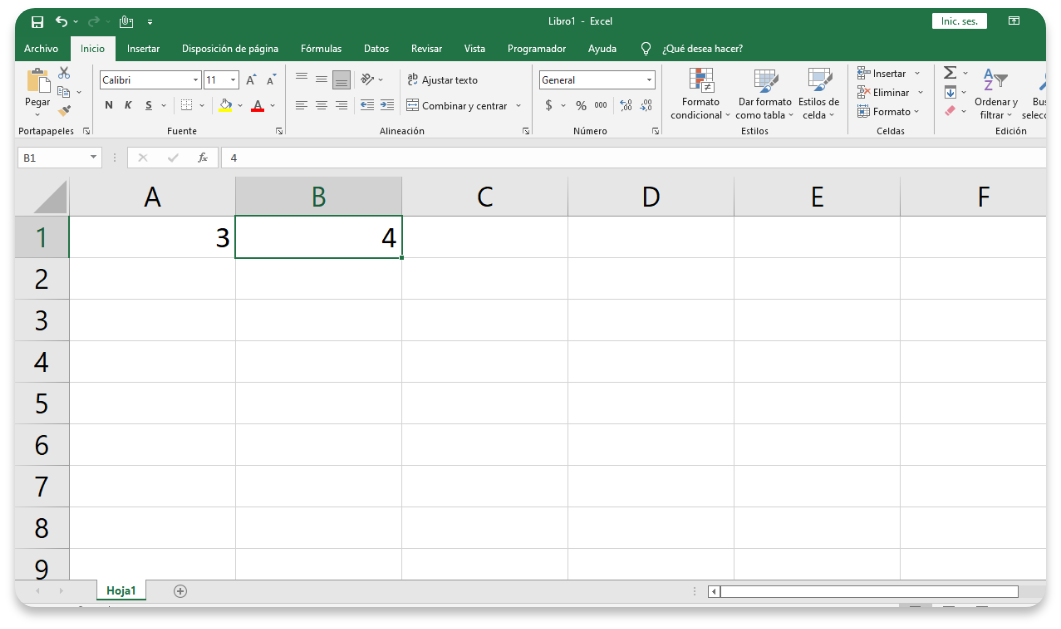 Libro1 - Excel
Inic. ses.
Archivo Inicio Insertar Disposición de página Fórmulas Datos Revisar Vista Programador Ayuda ¿Qué desea hacer?
Pegar
Portapapeles
Calibri 11 A A
N K S A
Fuente
ab Ajustar texto
Combinar y centrar
Alineación
General
$ % 000
Número
Formato condicional
Dar formato como tabla
Estilos de celda
Estilos
Insertar
Eliminar
Formato
Celdas
Σ
Ordenar y filtrar
Bus
selecc
Edición
B1 fx 4
A B C D E F
1 3 4
2
3
4
5
6
7
8
9
Hoja1